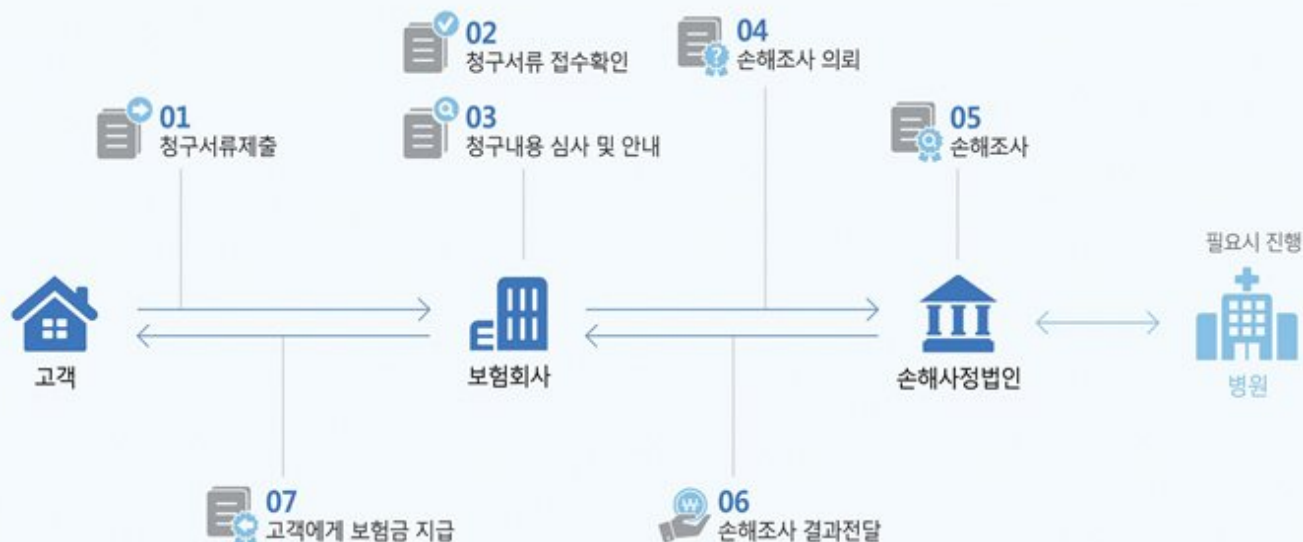 01
청구서류제출
02
청구서류 접수확인
03
청구내용 심사 및 안내
04
손해조사 의뢰
05
손해조사
필요시 진행
고객
보험회사
손해사정법인
병원
07
고객에게 보험금 지급
06
손해조사 결과전달